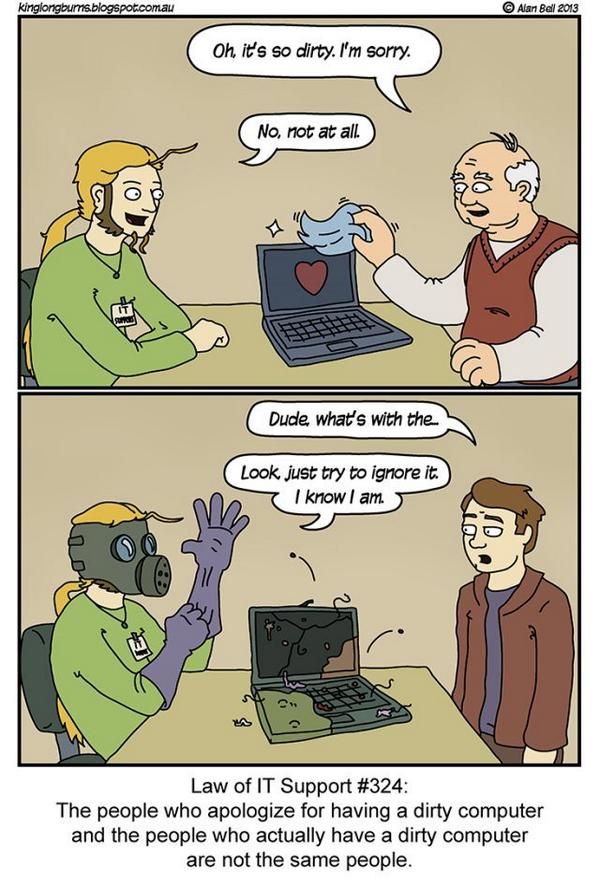 kinglongburns.blogspot.com.au
© Alan Bell 2013
Oh, it's so dirty. I'm sorry.
No, not at all.
IT
SUPPORT
Dude, what's with the..
Look, just try to ignore it.
I know I am.
IT
Law of IT Support #324:
The people who apologize for having a dirty computer
and the people who actually have a dirty computer
are not the same people.